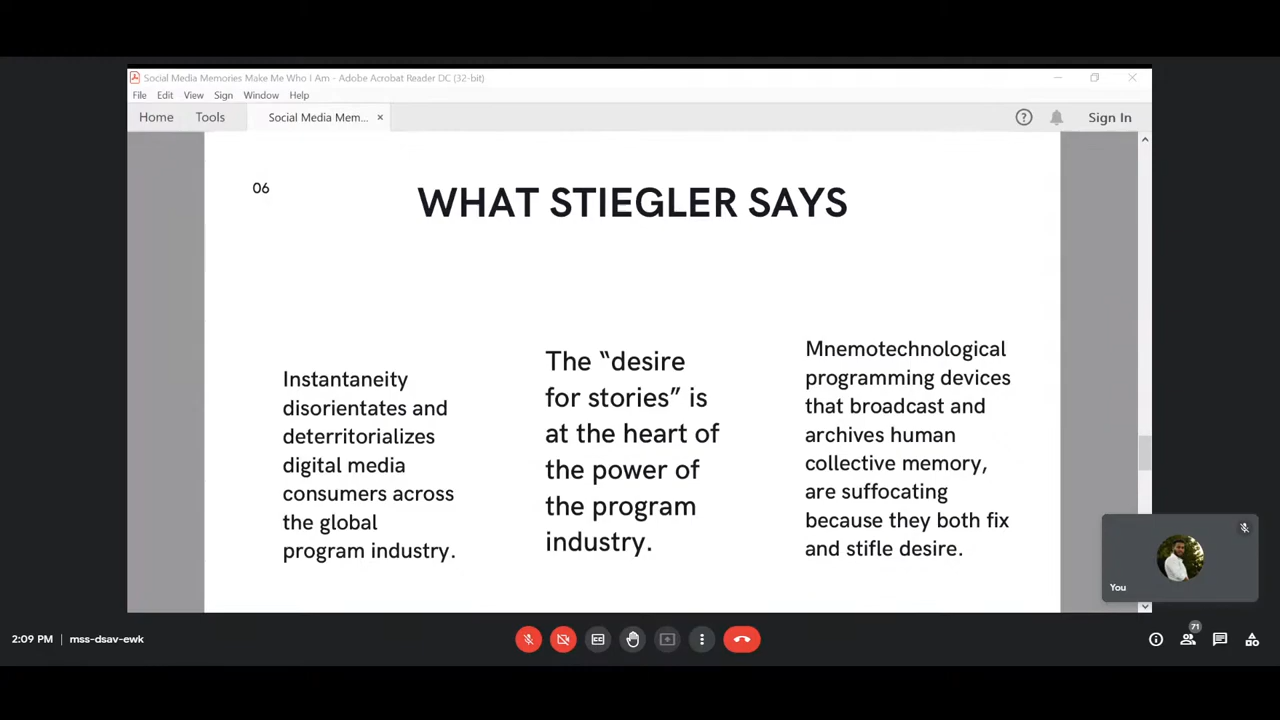 Social Media Memories Make Me Who I Am - Adobe Acrobat Reader DC (32-bit)
File Edit View Sign Window Help
Home Tools Social Media Mem... × Sign In
06
WHAT STIEGLER SAYS
Instantaneity
disorientates and
deterritorializes
digital media
consumers across
the global
program industry.
The “desire
for stories” is
at the heart of
the power of
the program
industry.
Mnemotechnological
programming devices
that broadcast and
archives human
collective memory,
are suffocating
because they both fix
and stifle desire.
You
2:09 PM | mss-dsav-ewk
71